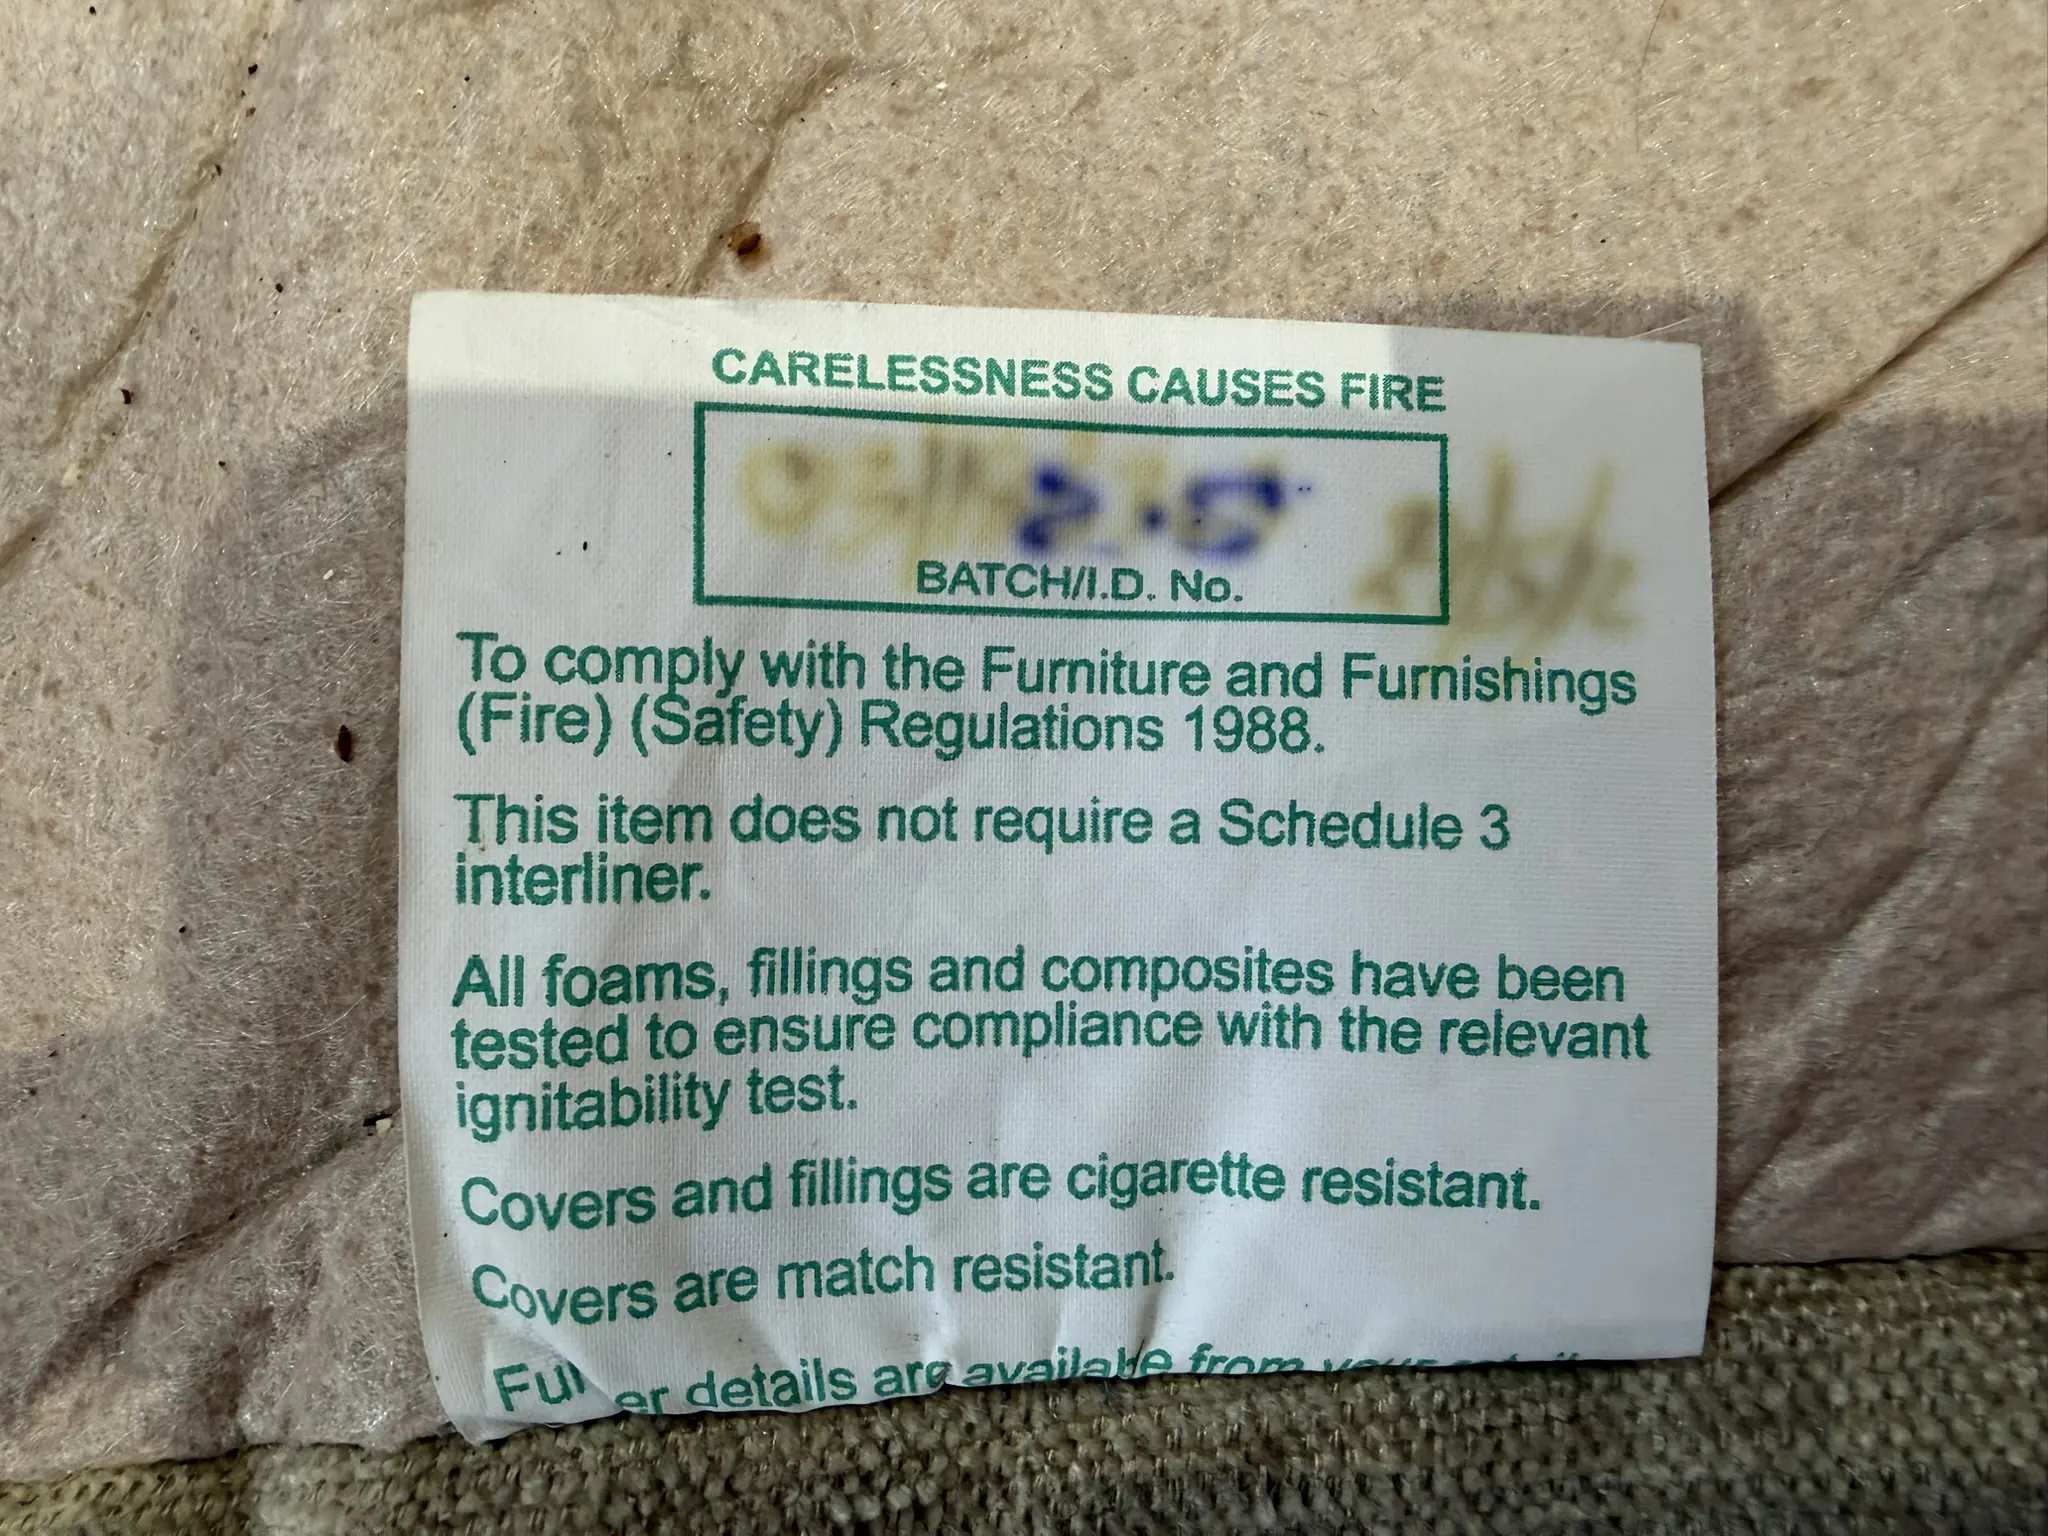 CARELESSNESS CAUSES FIRE
BATCH/I.D. No.
To comply with the Furniture and Furnishings
(Fire) (Safety) Regulations 1988.
This item does not require a Schedule 3
interliner.
All foams, fillings and composites have been
tested to ensure compliance with the relevant
ignitability test.
Covers and fillings are cigarette resistant.
Covers are match resistant.
details are from